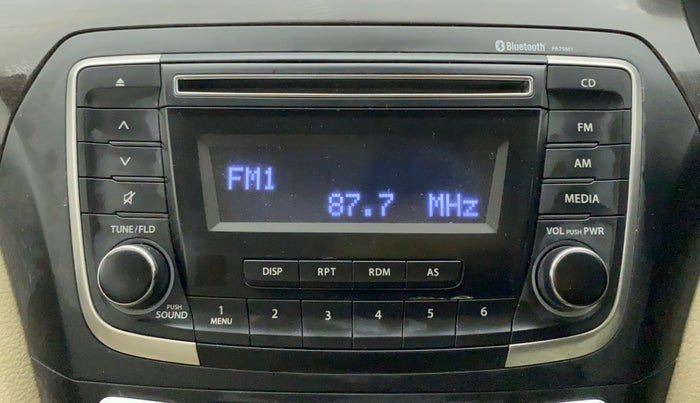 Bluetooth PA79M1
CD
FM
AM
MEDIA
FM1
87.7 MHz
TUNE/FLD
VOL PUSH PWR
DISP RPT RDM AS
PUSH
SOUND
1 2 3 4 5 6
MENU